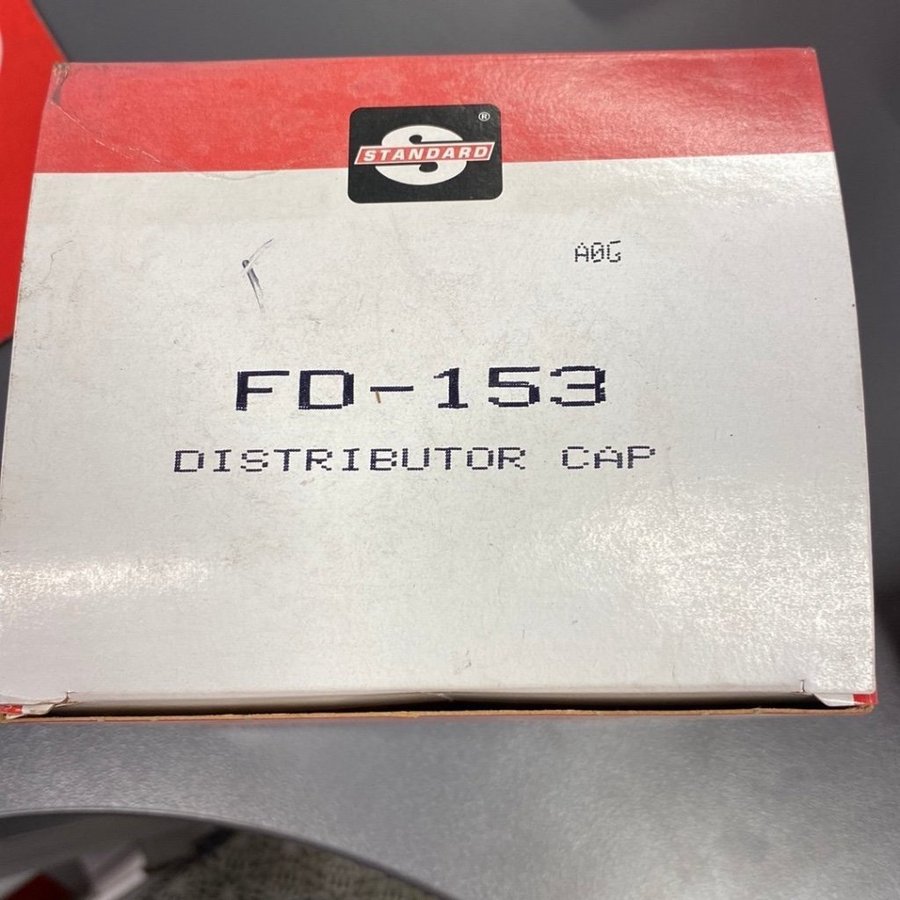 STANDARD ®
A0G
FD-153
DISTRIBUTOR CAP